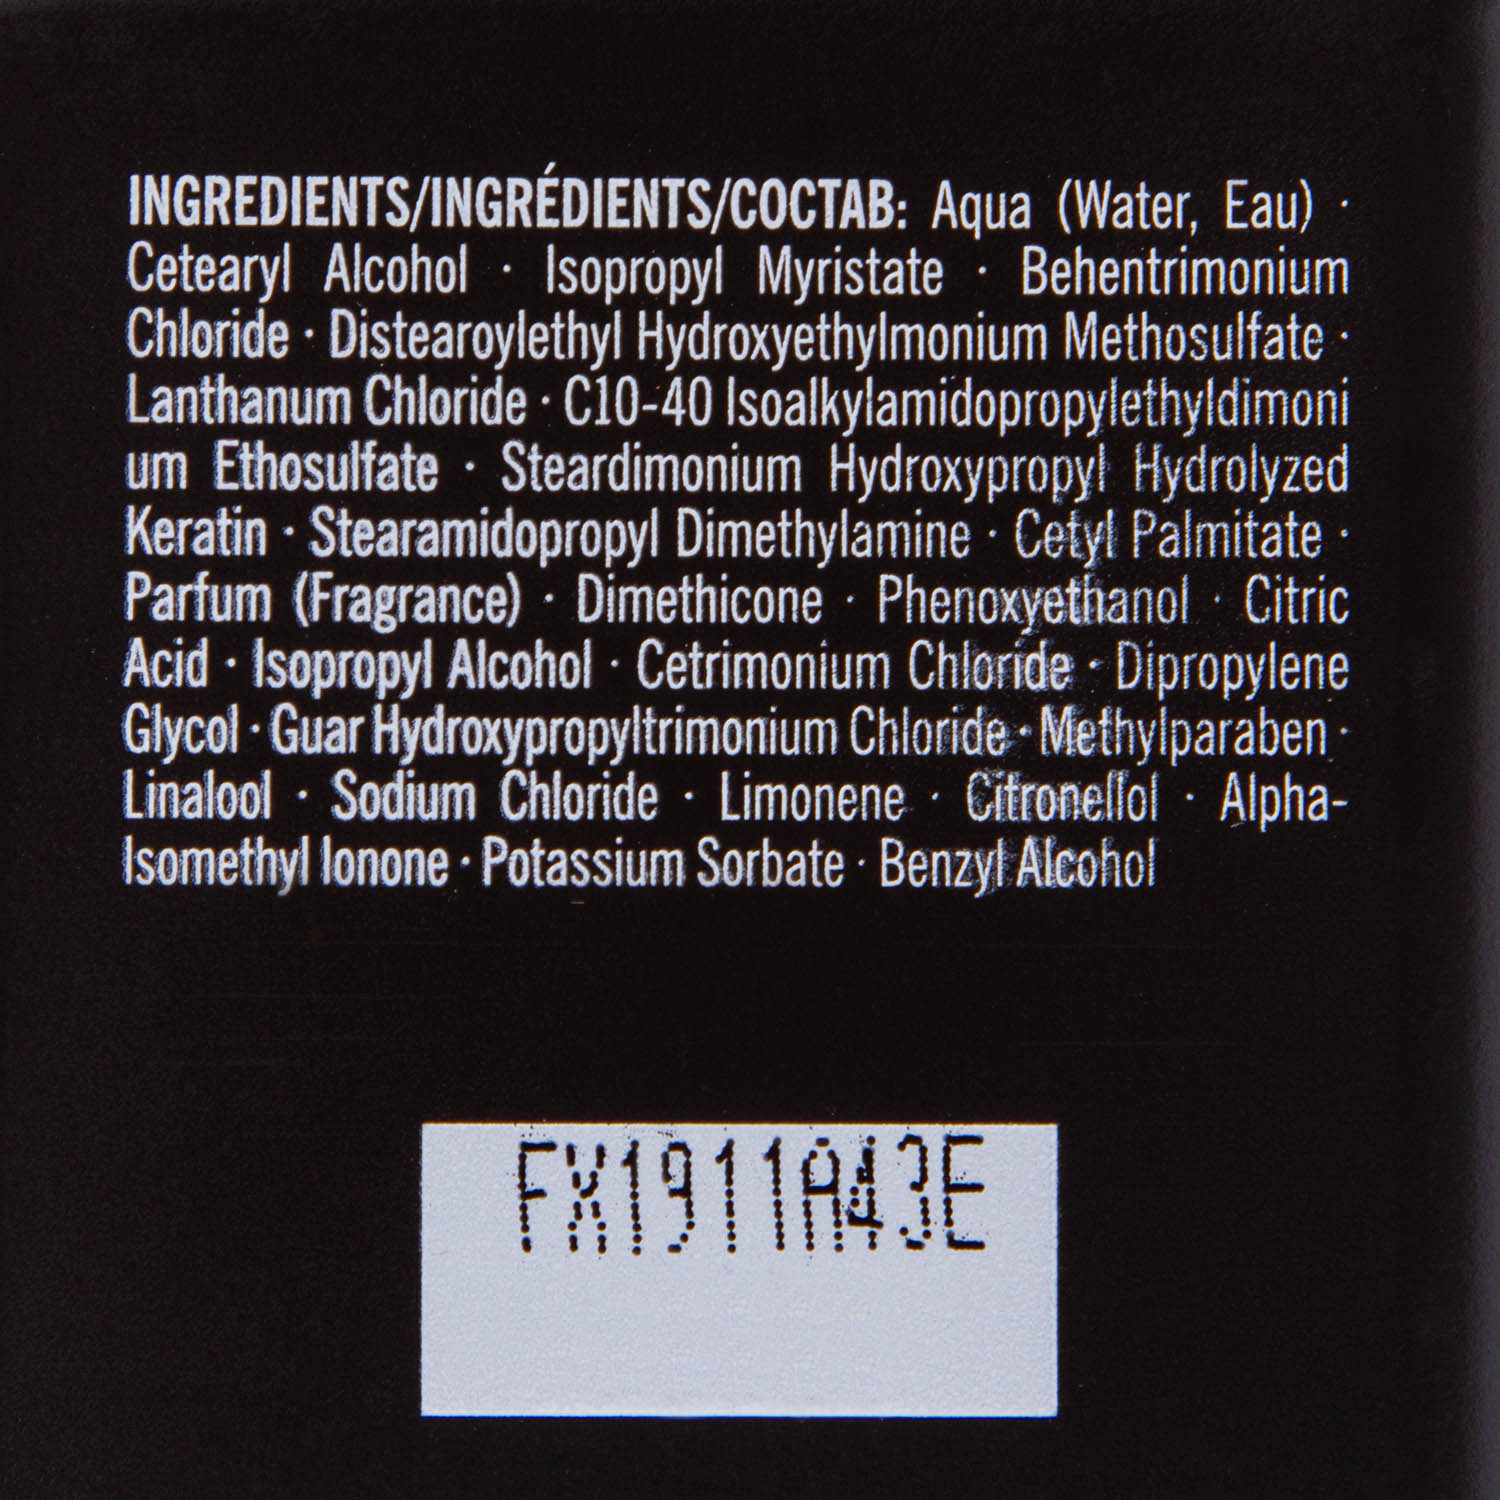 INGREDIENTS/INGRÉDIENTS/СОСТАВ: Aqua (Water, Eau) ·
Cetearyl Alcohol · Isopropyl Myristate · Behentrimonium
Chloride · Distearoylethyl Hydroxyethylmonium Methosulfate ·
Lanthanum Chloride · C10-40 Isoalkylamidopropylethyldimoni
um Ethosulfate · Steardimonium Hydroxypropyl Hydrolyzed
Keratin · Stearamidopropyl Dimethylamine · Cetyl Palmitate ·
Parfum (Fragrance) · Dimethicone · Phenoxyethanol · Citric
Acid · Isopropyl Alcohol · Cetrimonium Chloride · Dipropylene
Glycol · Guar Hydroxypropyltrimonium Chloride · Methylparaben ·
Linalool · Sodium Chloride · Limonene · Citronellol · Alpha-
Isomethyl Ionone · Potassium Sorbate · Benzyl Alcohol
FX1911A43E